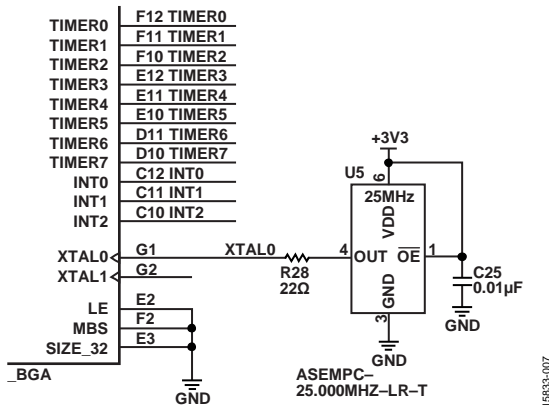 TIMER0 F12 TIMER0
TIMER1 F11 TIMER1
TIMER2 F10 TIMER2
TIMER3 E12 TIMER3
TIMER4 E11 TIMER4
TIMER5 E10 TIMER5
TIMER6 D11 TIMER6
TIMER7 D10 TIMER7
INT0 C12 INT0
INT1 C11 INT1
INT2 C10 INT2
XTAL0 G1 XTAL0
XTAL1 G2
LE E2
MBS F2
SIZE_32 E3
_BGA
GND
R28
22Ω
+3V3
U5
6
25MHz
VDD
4 OUT OE 1
GND
3
GND
C25
0.01µF
GND
ASEMPC–
25.000MHZ–LR–T
15833-007